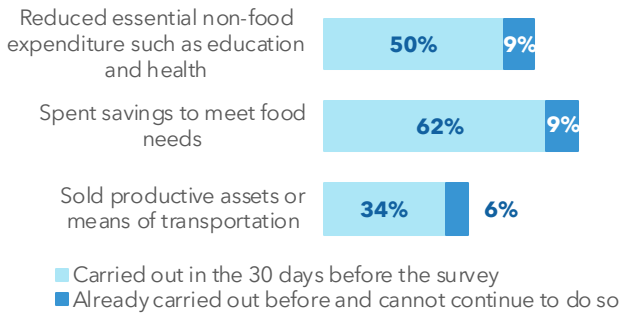 Reduced essential non-food
expenditure such as education
and health
50%
9%
Spent savings to meet food
needs
62%
9%
Sold productive assets or
means of transportation
34%
6%
Carried out in the 30 days before the survey
Already carried out before and cannot continue to do so